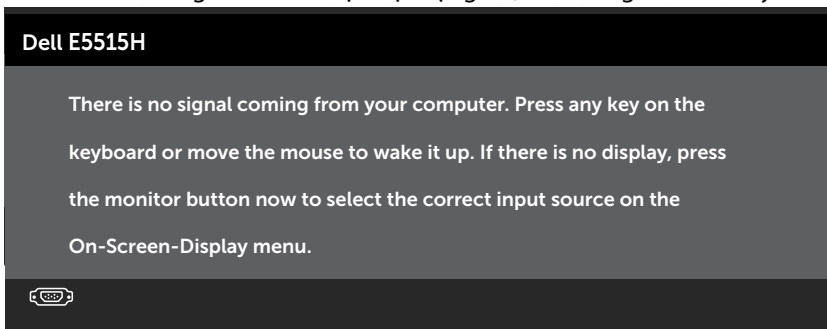 Dell E5515H
There is no signal coming from your computer. Press any key on the
keyboard or move the mouse to wake it up. If there is no display, press
the monitor button now to select the correct input source on the
On-Screen-Display menu.